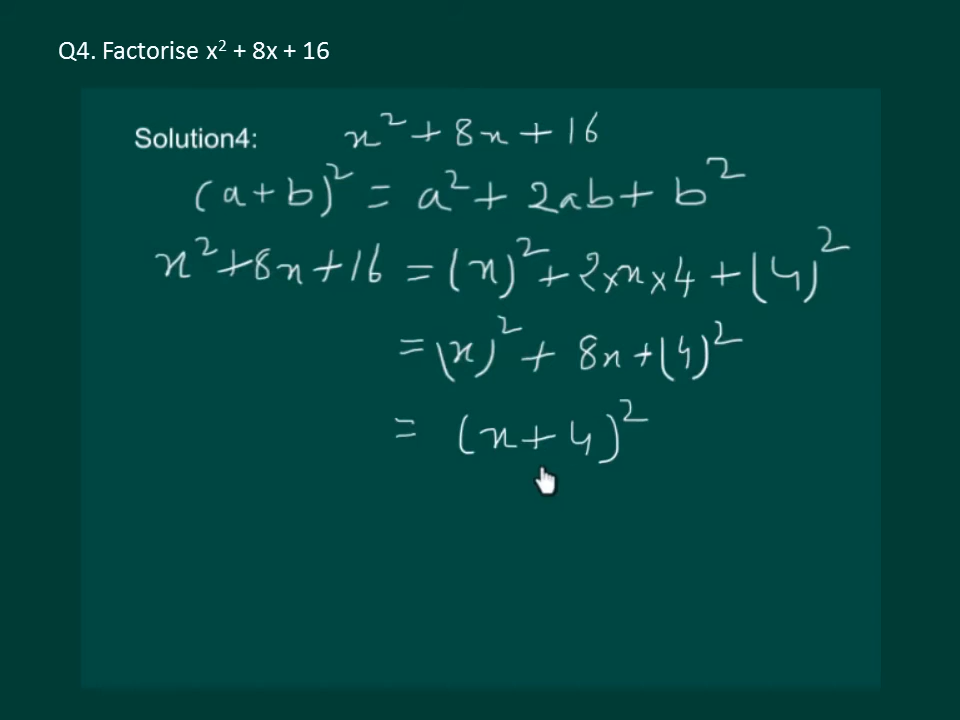 Q4. Factorise x² + 8x + 16
Solution4: x² + 8x + 16
(a + b)² = a² + 2ab + b²
x² + 8x + 16 = (x)² + 2 × x × 4 + (4)²
= (x)² + 8x + (4)²
= (x + 4)²